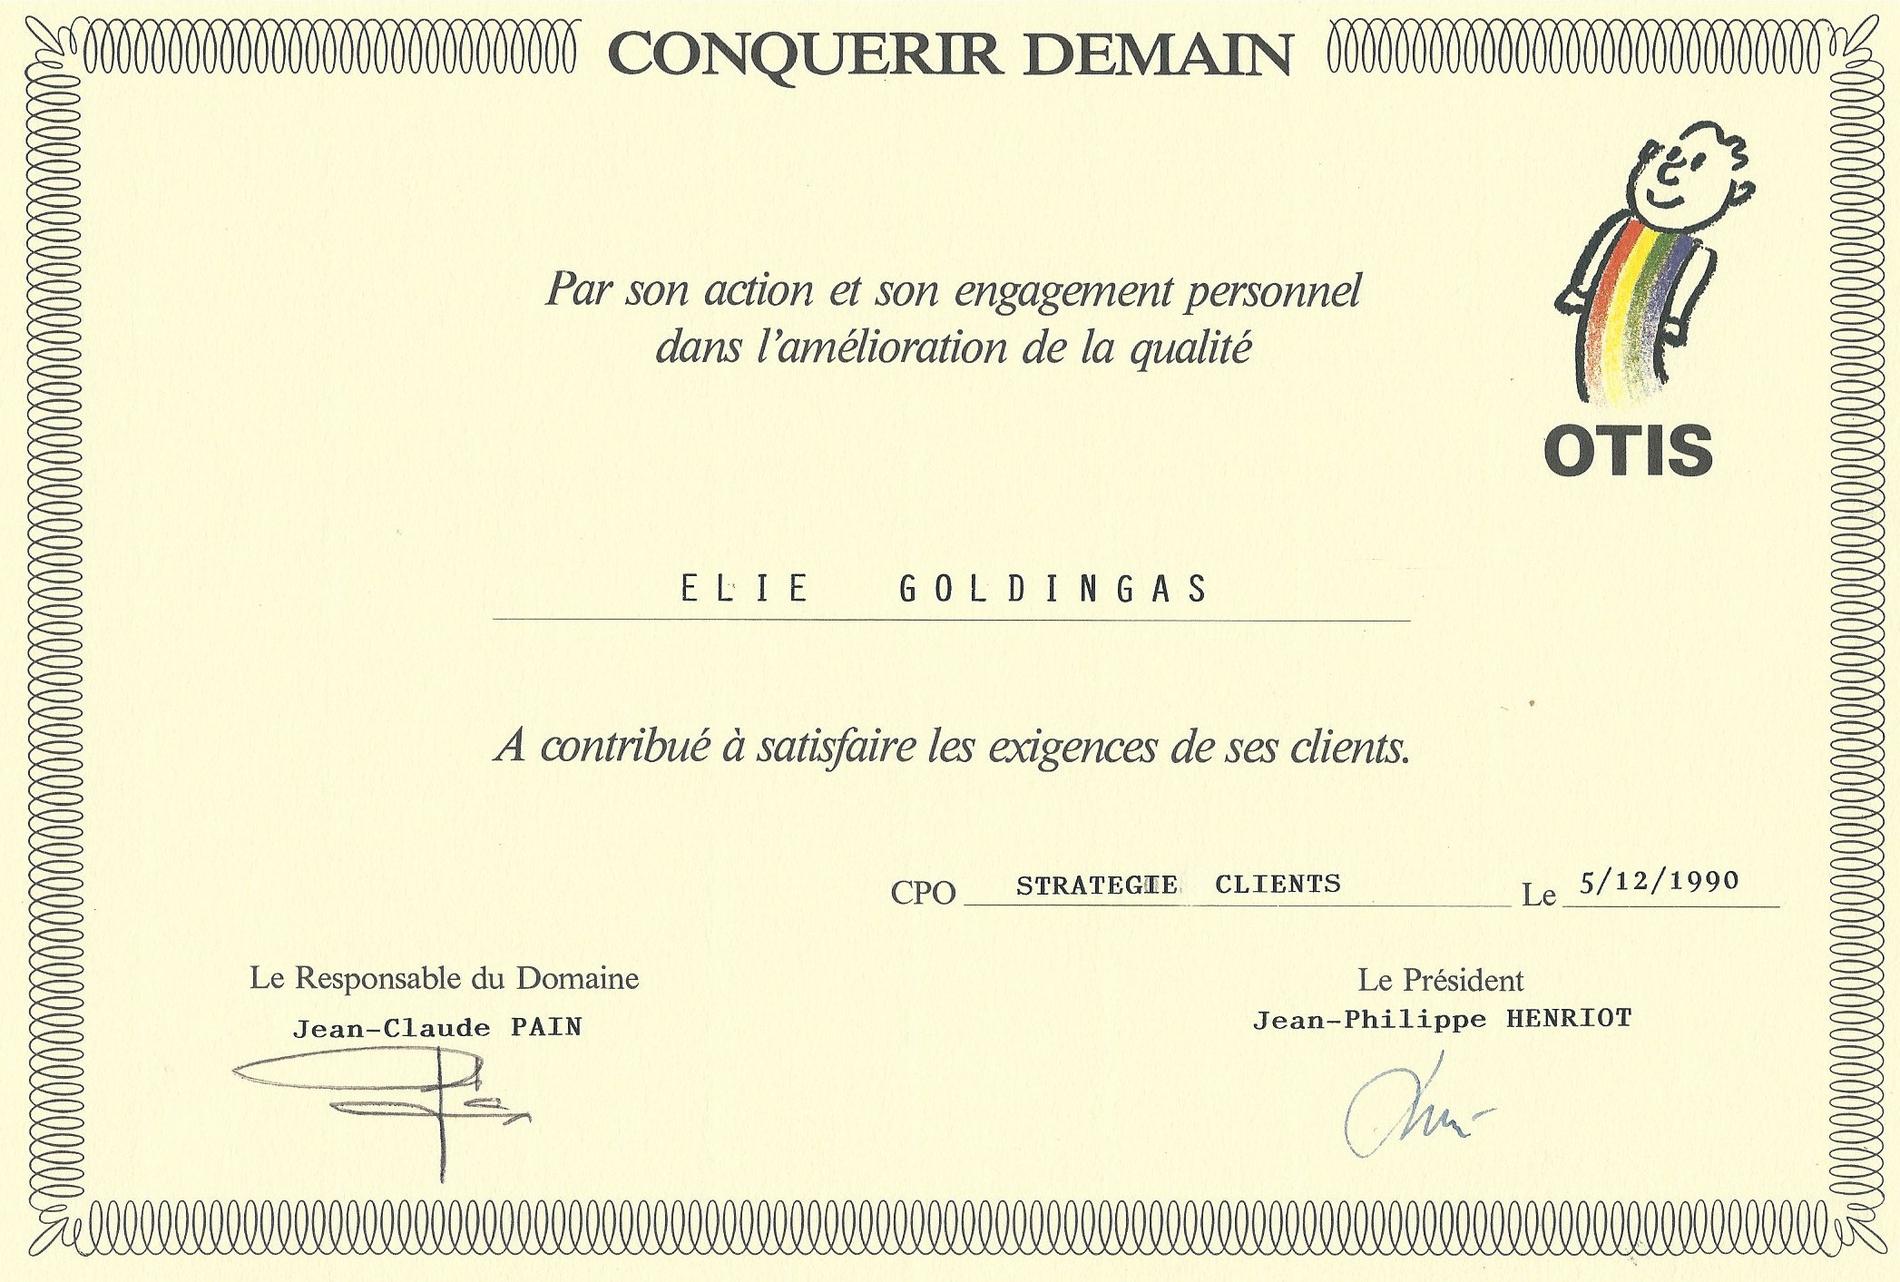 CONQUERIR DEMAIN
Par son action et son engagement personnel
dans l'amélioration de la qualité
OTIS
ELIE GOLDINGAS
A contribué à satisfaire les exigences de ses clients.
CPO STRATEGIE CLIENTS Le 5/12/1990
Le Responsable du Domaine
Jean-Claude PAIN
Le Président
Jean-Philippe HENRIOT